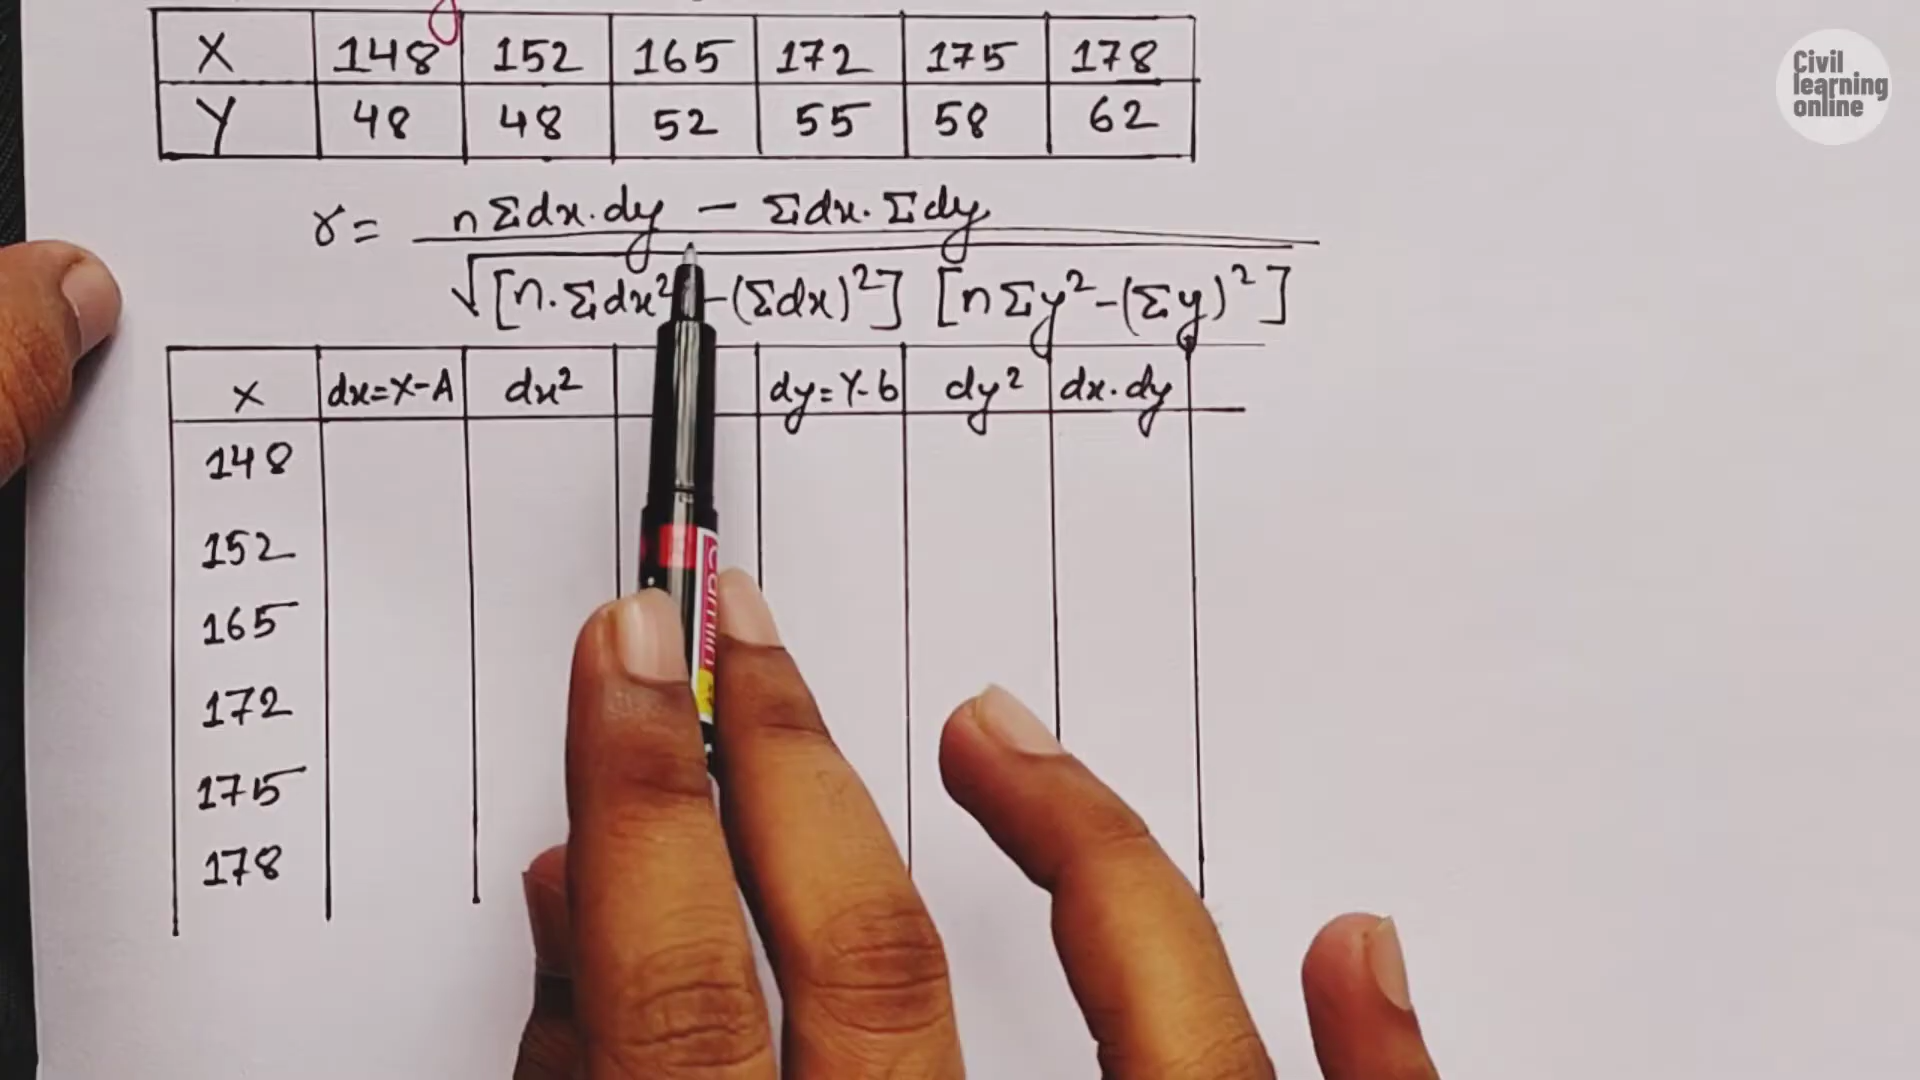 X 148 152 165 172 175 178
Y 48 48 52 55 58 62
r = nΣdx.dy - Σdx.Σdy
√[n.Σdx² -(Σdx)²] [nΣy²-(Σy)²]
x dx=X-A dx² dy=Y-b dy² dx.dy
148
152
165
172
175
178
Civil
learning
online
Camlin